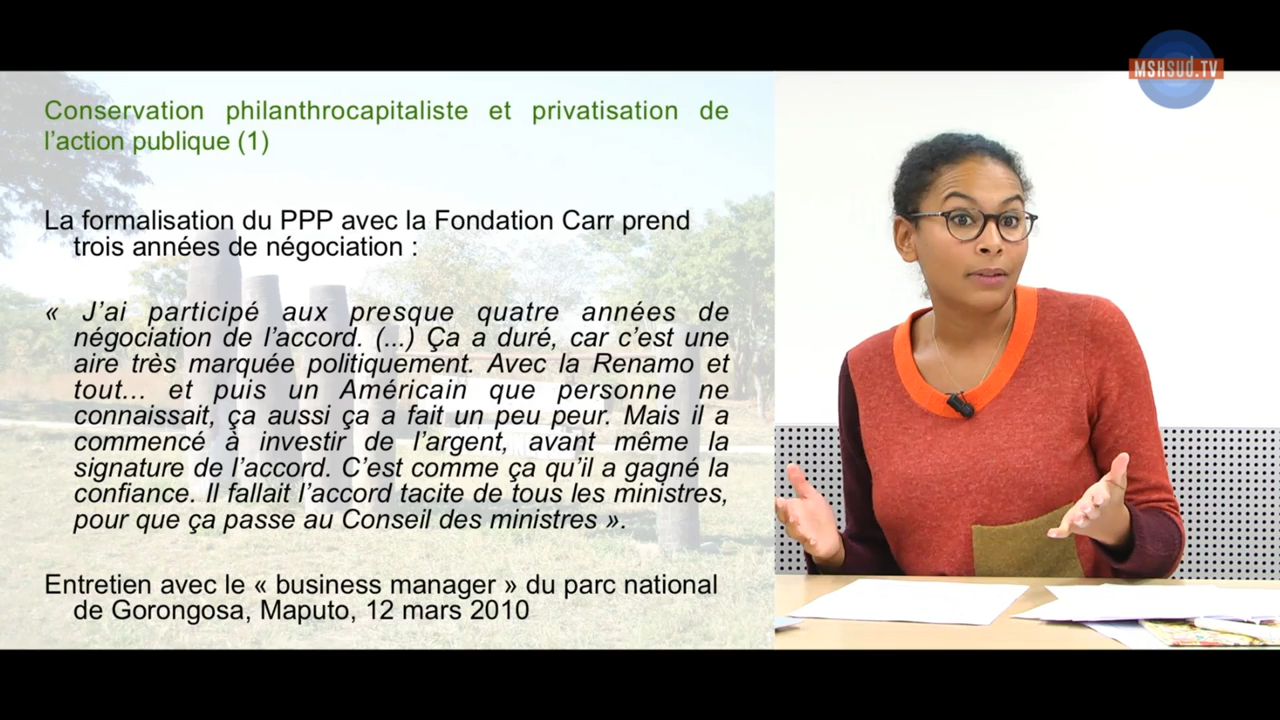 MSHSUD.TV
Conservation philanthrocapitaliste et privatisation de
l’action publique (1)
La formalisation du PPP avec la Fondation Carr prend
trois années de négociation :
« J’ai participé aux presque quatre années de
négociation de l’accord. (...) Ça a duré, car c’est une
aire très marquée politiquement. Avec la Renamo et
tout... et puis un Américain que personne ne
connaissait, ça aussi ça a fait un peu peur. Mais il a
commencé à investir de l’argent, avant même la
signature de l’accord. C’est comme ça qu’il a gagné la
confiance. Il fallait l’accord tacite de tous les ministres,
pour que ça passe au Conseil des ministres ».
Entretien avec le « business manager » du parc national
de Gorongosa, Maputo, 12 mars 2010